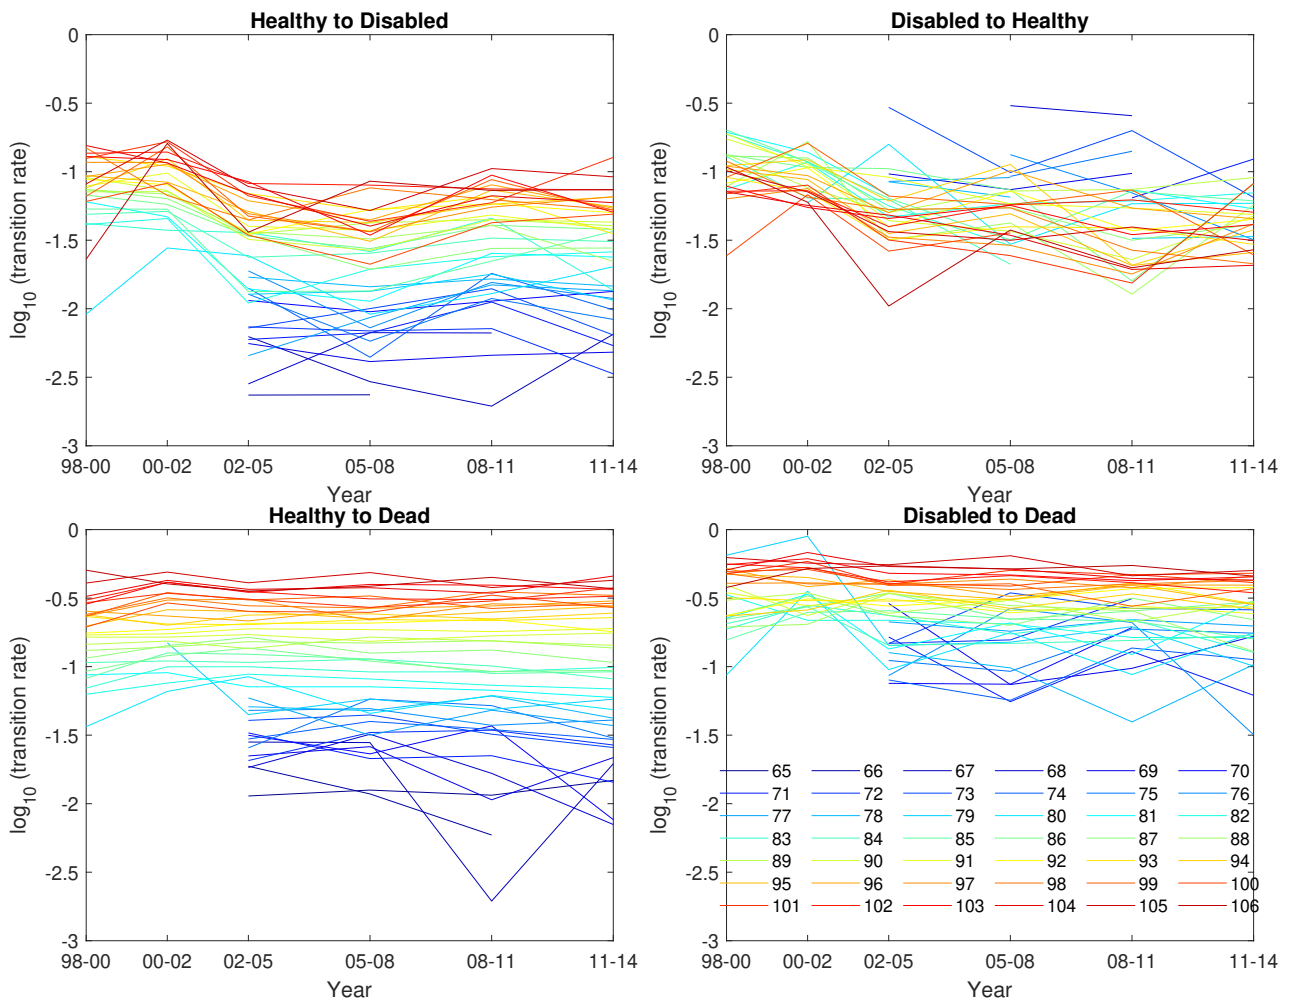 Healthy to Disabled
0
-0.5
-1
-1.5
-2
-2.5
-3
log10 (transition rate)
98-00 00-02 02-05 05-08 08-11 11-14
Year
Disabled to Healthy
0
-0.5
-1
-1.5
-2
-2.5
-3
log10 (transition rate)
98-00 00-02 02-05 05-08 08-11 11-14
Year
Healthy to Dead
0
-0.5
-1
-1.5
-2
-2.5
-3
log10 (transition rate)
98-00 00-02 02-05 05-08 08-11 11-14
Year
Disabled to Dead
0
-0.5
-1
-1.5
-2
-2.5
-3
log10 (transition rate)
65 66 67 68 69 70
71 72 73 74 75 76
77 78 79 80 81 82
83 84 85 86 87 88
89 90 91 92 93 94
95 96 97 98 99 100
101 102 103 104 105 106
98-00 00-02 02-05 05-08 08-11 11-14
Year